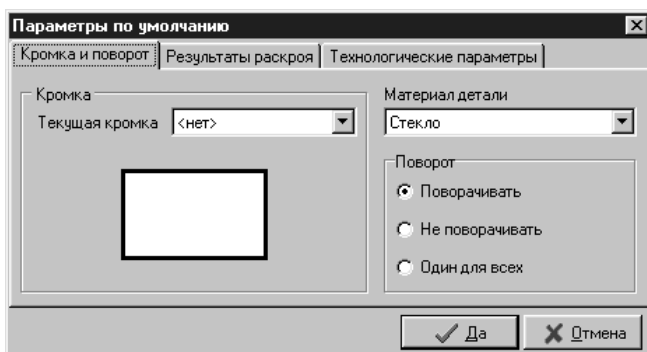 Параметры по умолчанию
Кромка и поворот Результаты раскроя Технологические параметры
Кромка
Текущая кромка <нет>
Материал детали
Стекло
Поворот
Поворачивать
Не поворачивать
Один для всех
Да Отмена